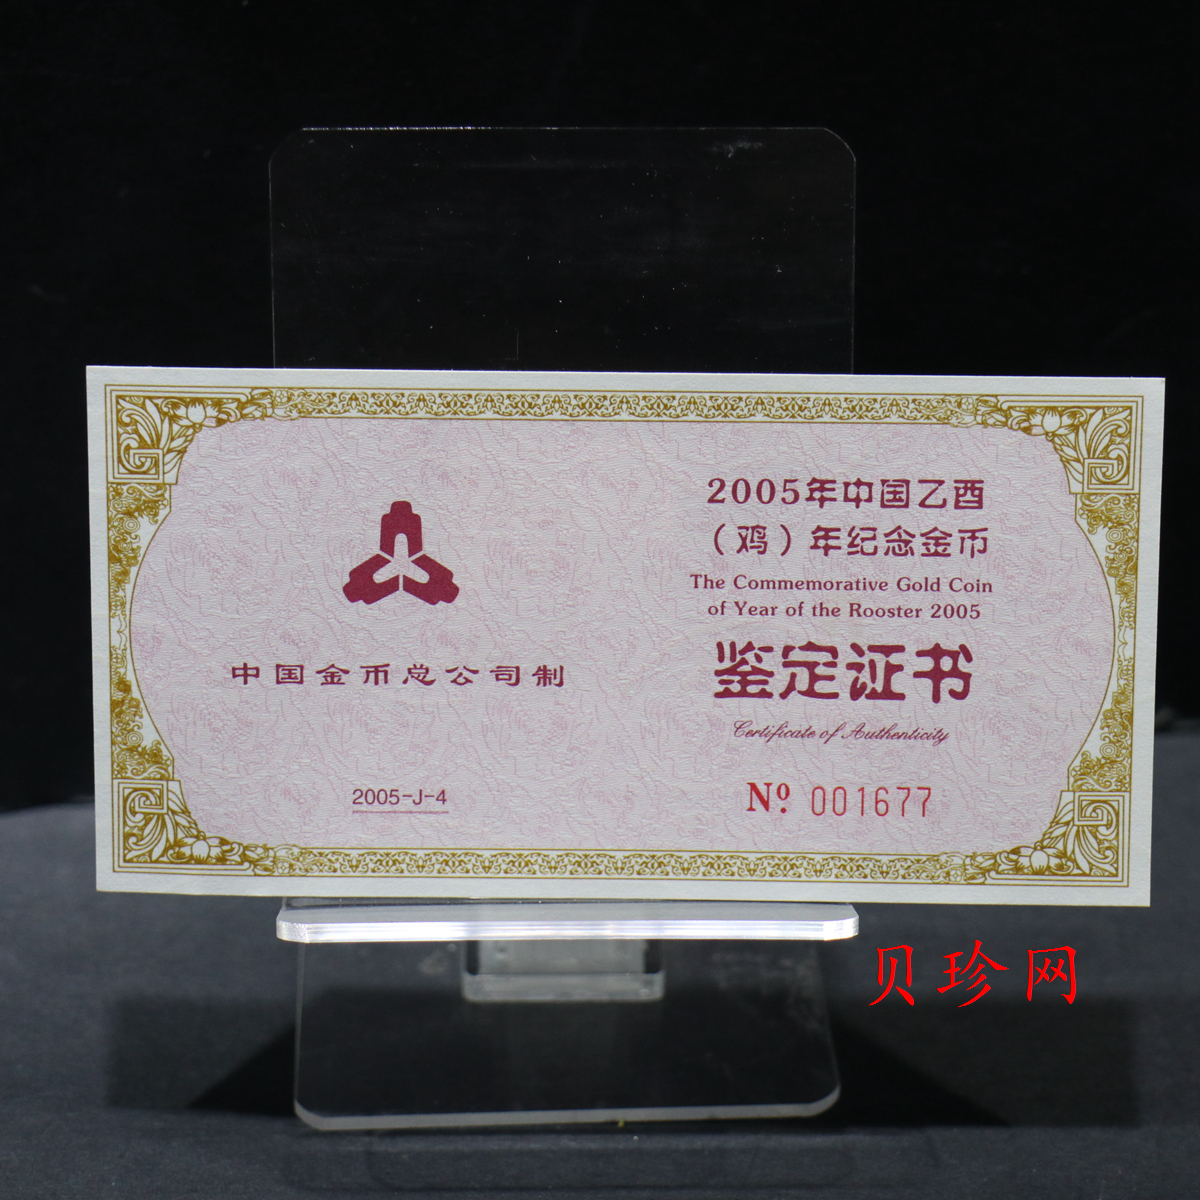 中国金币总公司制
2005-J-4
2005年中国乙酉
（鸡）年纪念金币
The Commemorative Gold Coin
of Year of the Rooster 2005
鉴定证书
Certificate of Authenticity
Nº 001677
贝珍网